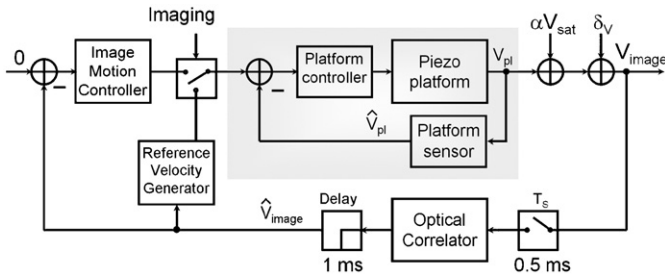 Imaging
αV_sat
δ_V
0
Image
Motion
Controller
Platform
controller
Piezo
platform
V_pl
V_image
V̂_pl
Platform
sensor
Reference
Velocity
Generator
V̂_image
Delay
1 ms
Optical
Correlator
T_S
0.5 ms